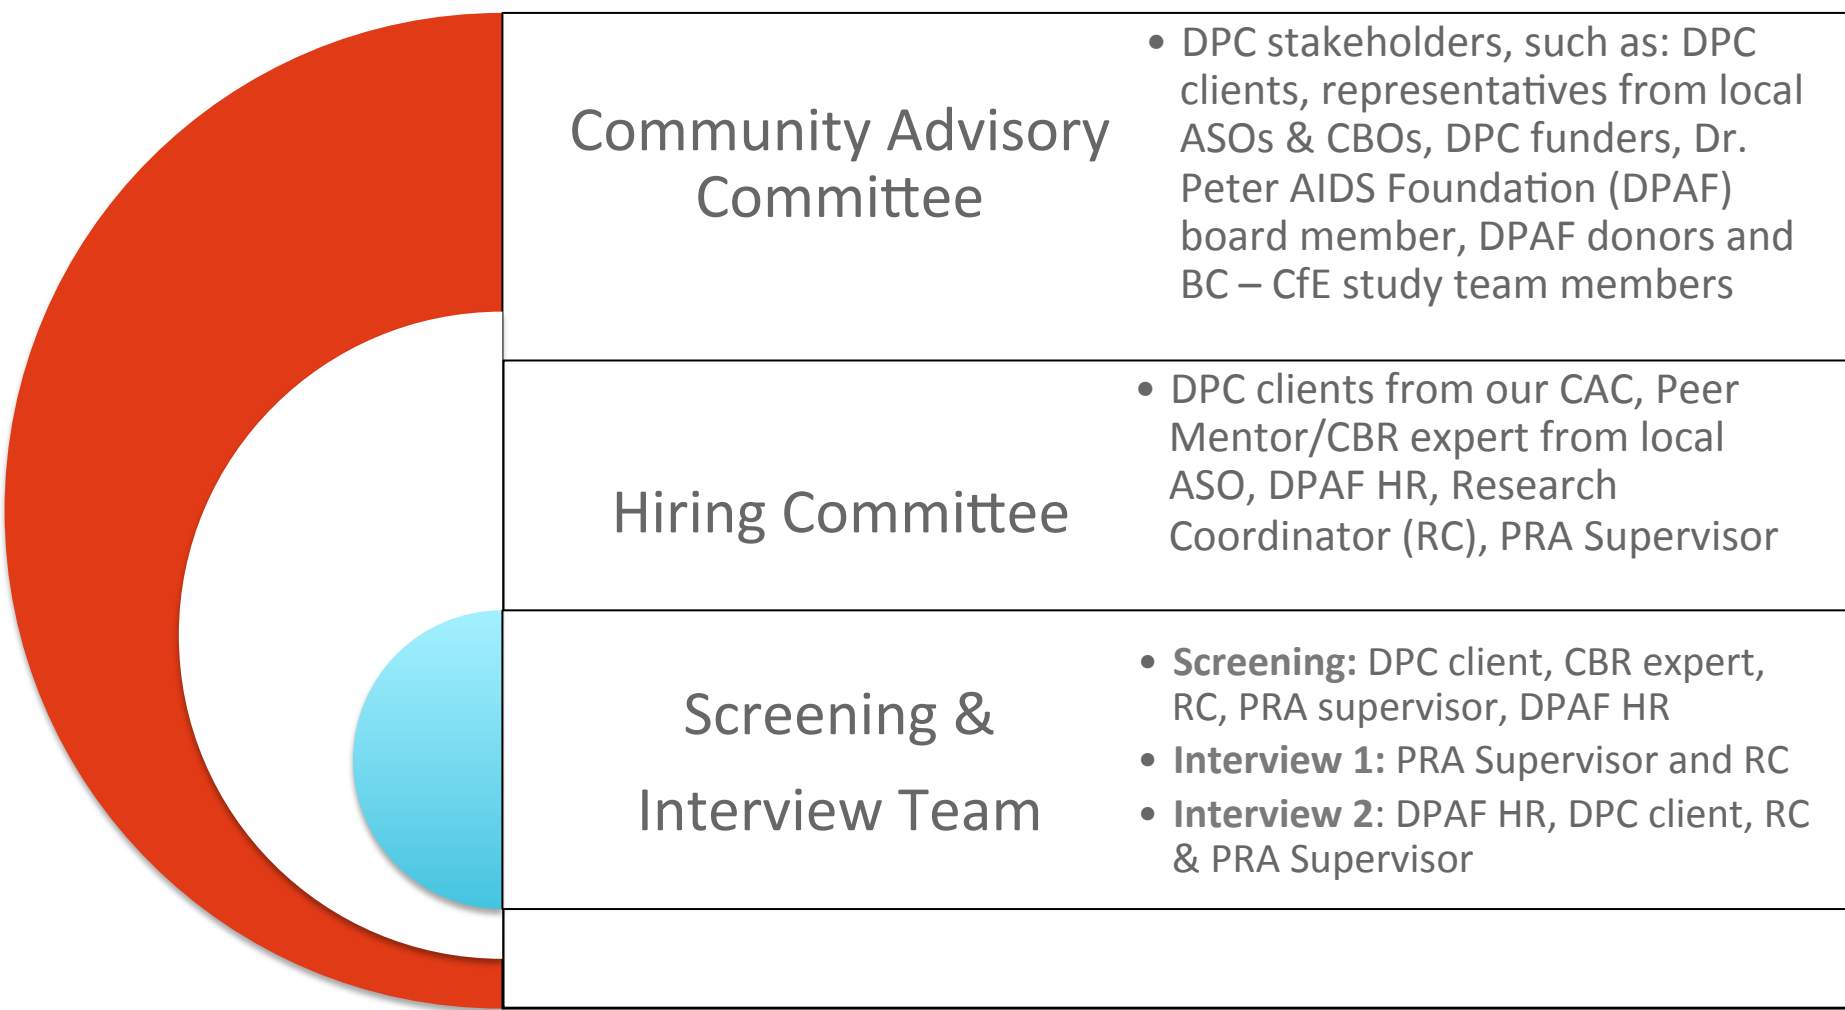 Community Advisory
Committee
• DPC stakeholders, such as: DPC
clients, representatives from local
ASOs & CBOs, DPC funders, Dr.
Peter AIDS Foundation (DPAF)
board member, DPAF donors and
BC – CfE study team members
Hiring Committee
• DPC clients from our CAC, Peer
Mentor/CBR expert from local
ASO, DPAF HR, Research
Coordinator (RC), PRA Supervisor
Screening &
Interview Team
• Screening: DPC client, CBR expert,
RC, PRA supervisor, DPAF HR
• Interview 1: PRA Supervisor and RC
• Interview 2: DPAF HR, DPC client, RC
& PRA Supervisor